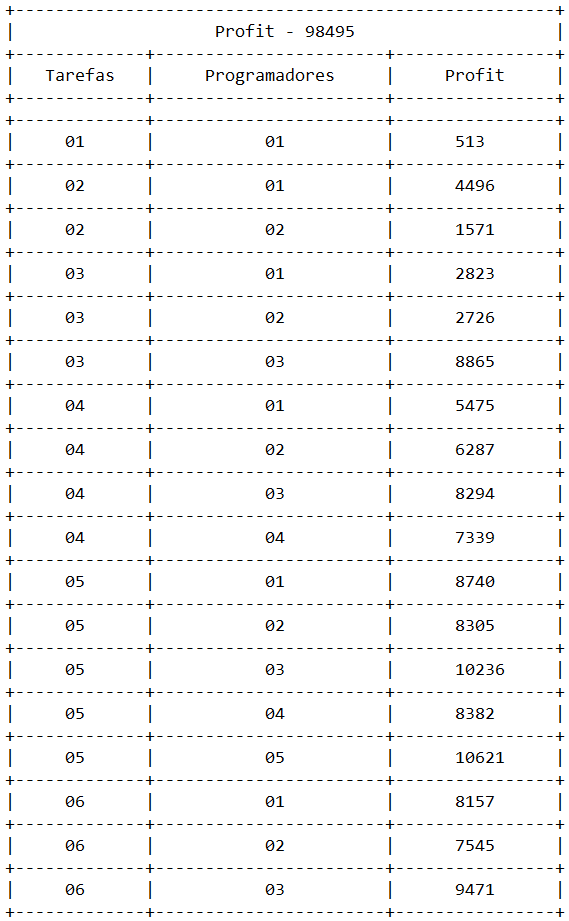 Profit - 98495
Tarefas | Programadores | Profit
01 | 01 | 513
02 | 01 | 4496
02 | 02 | 1571
03 | 01 | 2823
03 | 02 | 2726
03 | 03 | 8865
04 | 01 | 5475
04 | 02 | 6287
04 | 03 | 8294
04 | 04 | 7339
05 | 01 | 8740
05 | 02 | 8305
05 | 03 | 10236
05 | 04 | 8382
05 | 05 | 10621
06 | 01 | 8157
06 | 02 | 7545
06 | 03 | 9471